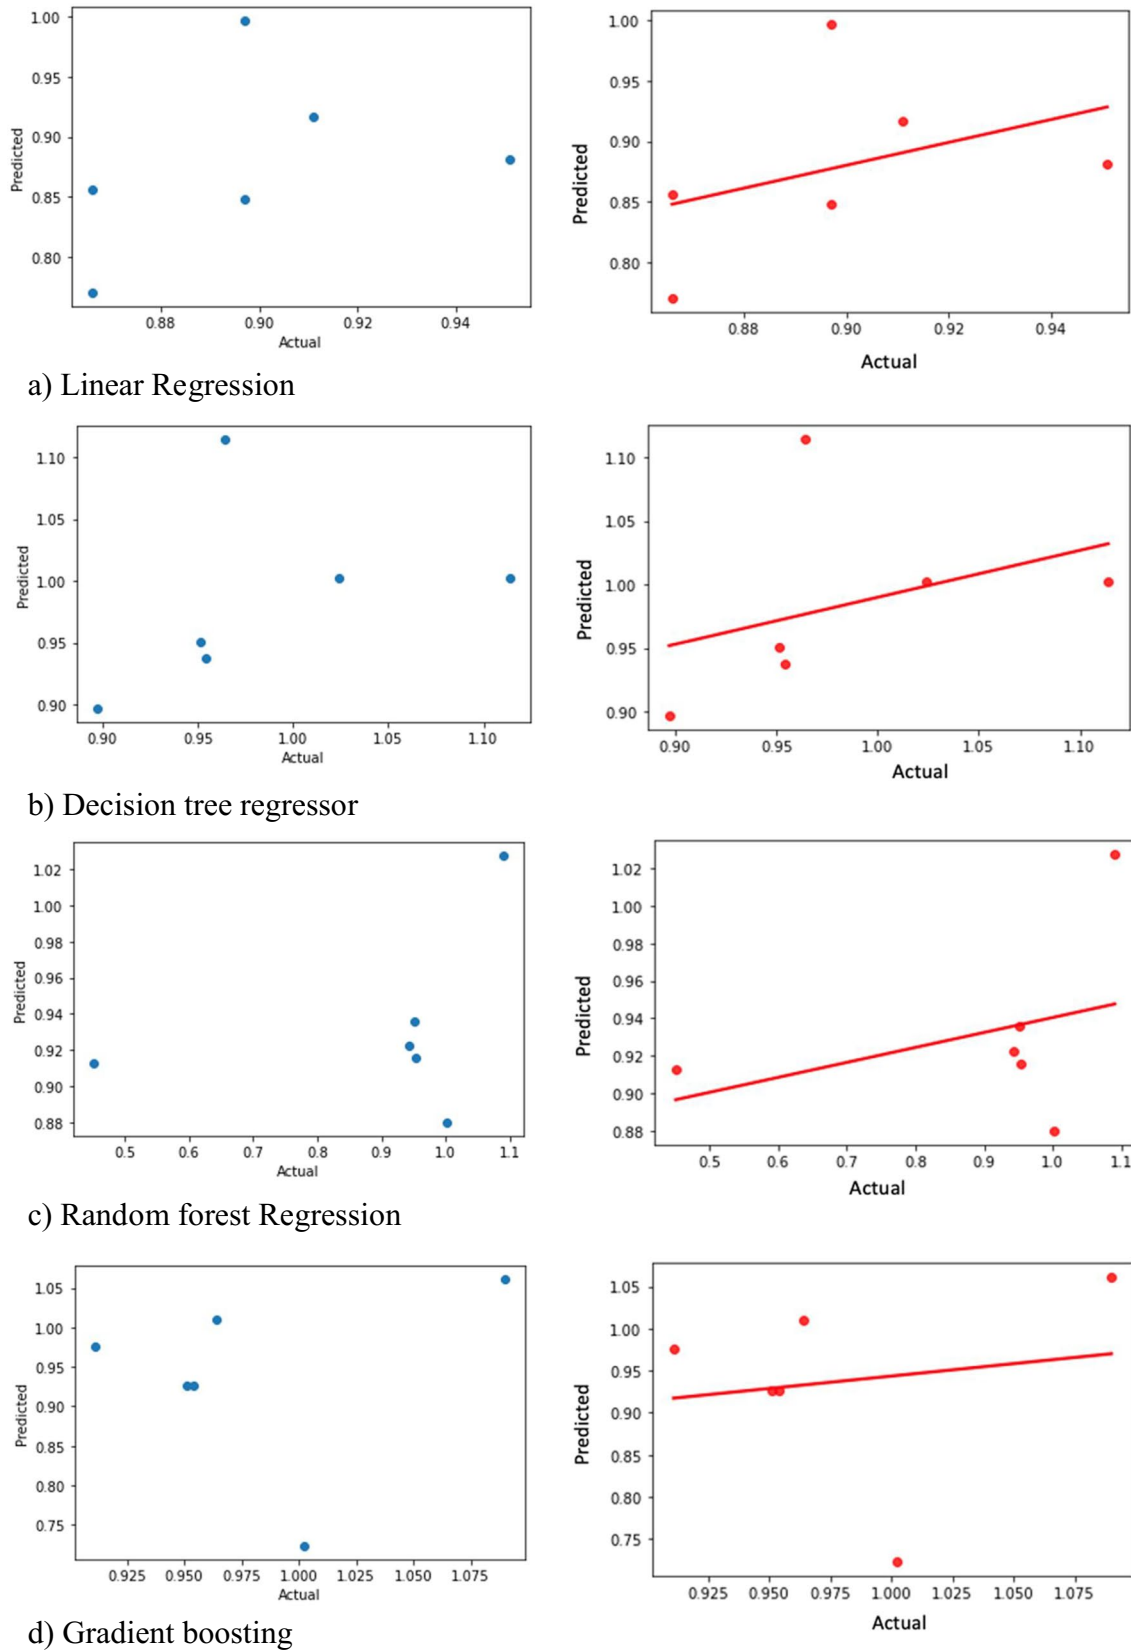 1.00
0.95
0.90
0.85
0.80
Predicted
0.88 0.90 0.92 0.94
Actual
1.00
0.95
0.90
0.85
0.80
Predicted
0.88 0.90 0.92 0.94
Actual
a) Linear Regression
1.10
1.05
1.00
0.95
0.90
Predicted
0.90 0.95 1.00 1.05 1.10
Actual
1.10
1.05
1.00
0.95
0.90
Predicted
0.90 0.95 1.00 1.05 1.10
Actual
b) Decision tree regressor
1.02
1.00
0.98
0.96
0.94
0.92
0.90
0.88
Predicted
0.5 0.6 0.7 0.8 0.9 1.0 1.1
Actual
1.02
1.00
0.98
0.96
0.94
0.92
0.90
0.88
Predicted
0.5 0.6 0.7 0.8 0.9 1.0 1.1
Actual
c) Random forest Regression
1.05
1.00
0.95
0.90
0.85
0.80
0.75
Predicted
0.925 0.950 0.975 1.000 1.025 1.050 1.075
Actual
1.05
1.00
0.95
0.90
0.85
0.80
0.75
Predicted
0.925 0.950 0.975 1.000 1.025 1.050 1.075
Actual
d) Gradient boosting